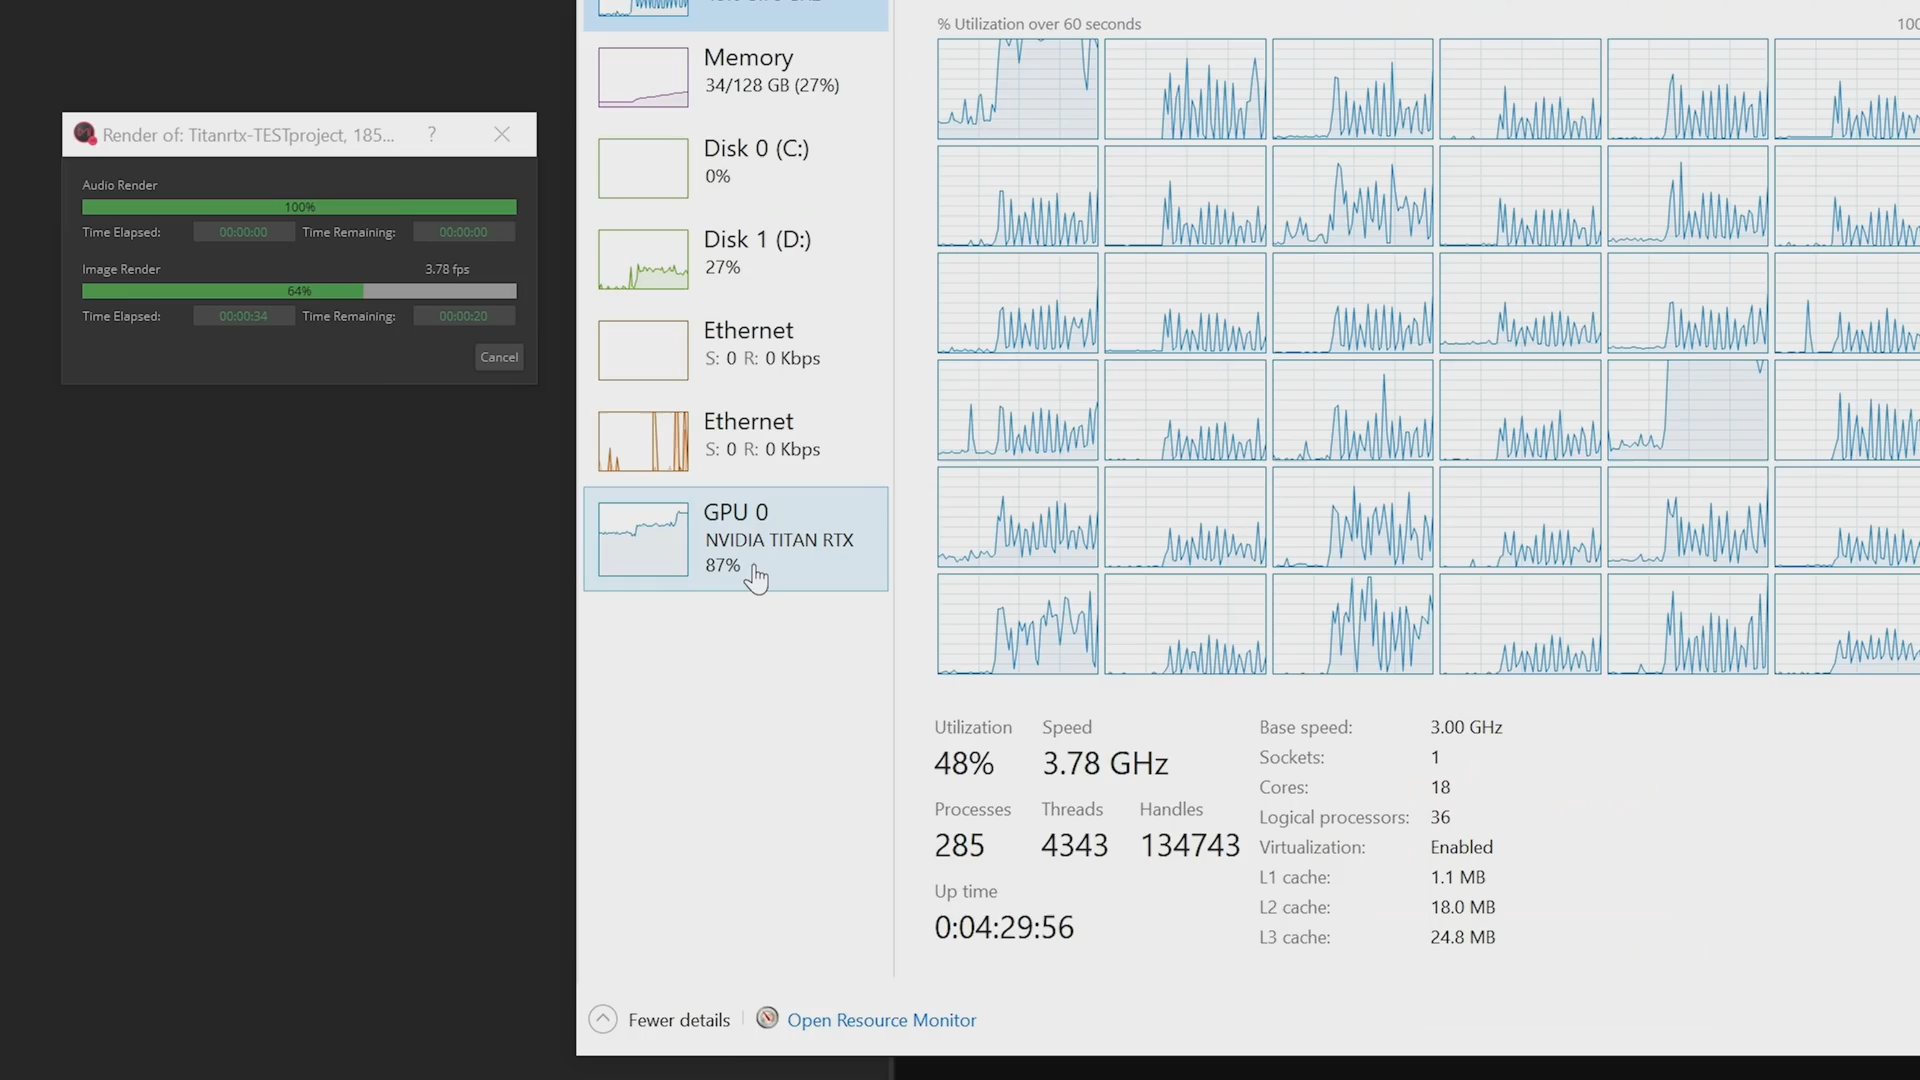 % Utilization over 60 seconds
Memory
34/128 GB (27%)
Render of: Titanrtx-TESTproject, 185...
?
Audio Render
100%
Time Elapsed: 00:00:00 Time Remaining: 00:00:00
Image Render 3.78 fps
64%
Time Elapsed: 00:00:34 Time Remaining: 00:00:20
Cancel
Disk 0 (C:)
0%
Disk 1 (D:)
27%
Ethernet
S: 0 R: 0 Kbps
Ethernet
S: 0 R: 0 Kbps
GPU 0
NVIDIA TITAN RTX
87%
Utilization Speed
48% 3.78 GHz
Processes Threads Handles
285 4343 134743
Up time
0:04:29:56
Base speed: 3.00 GHz
Sockets: 1
Cores: 18
Logical processors: 36
Virtualization: Enabled
L1 cache: 1.1 MB
L2 cache: 18.0 MB
L3 cache: 24.8 MB
Fewer details
Open Resource Monitor